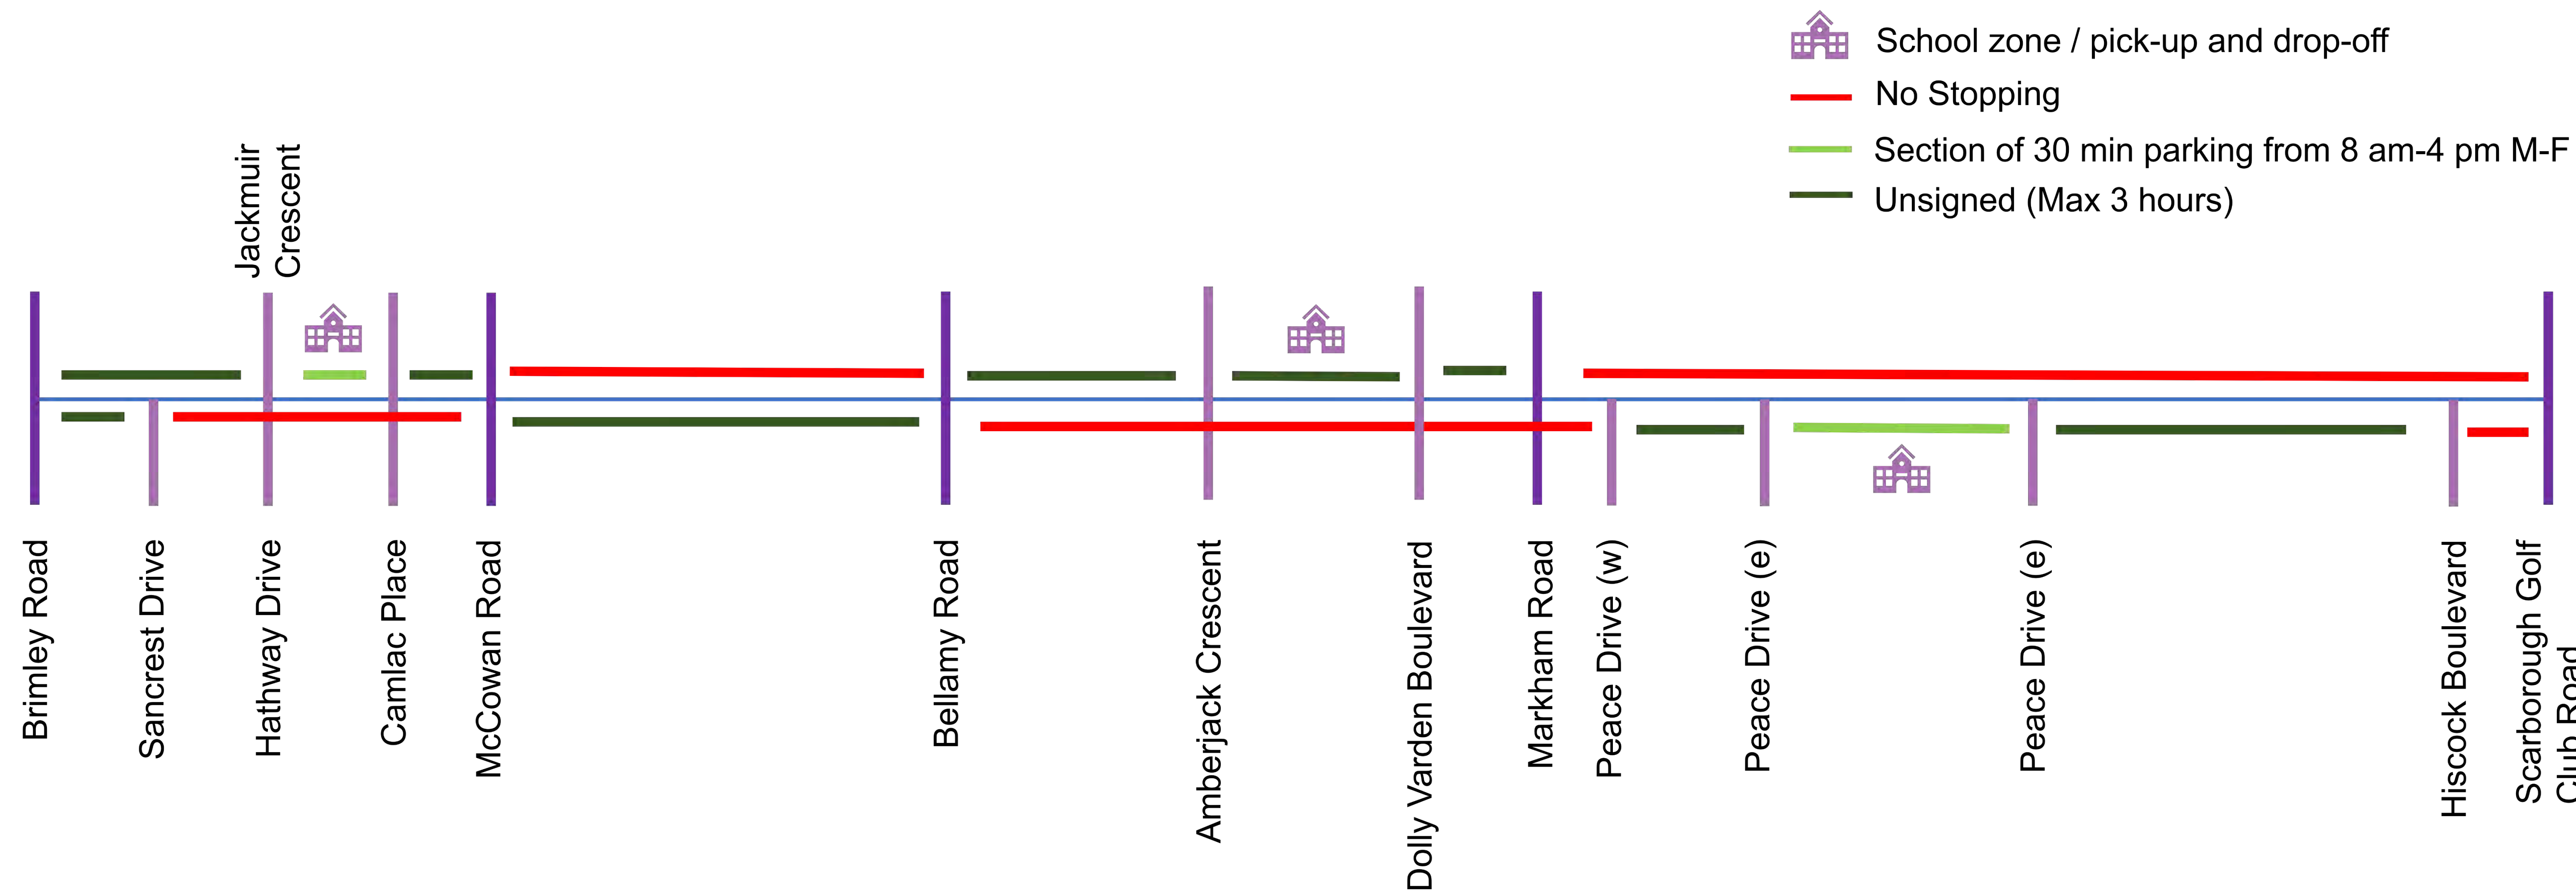 School zone / pick-up and drop-off
No Stopping
Section of 30 min parking from 8 am-4 pm M-F
Unsigned (Max 3 hours)
Jackmuir
Crescent
Brimley Road
Sancrest Drive
Hathway Drive
Camlac Place
McCowan Road
Bellamy Road
Amberjack Crescent
Dolly Varden Boulevard
Markham Road
Peace Drive (w)
Peace Drive (e)
Peace Drive (e)
Hiscock Boulevard
Scarborough Golf
Club Road